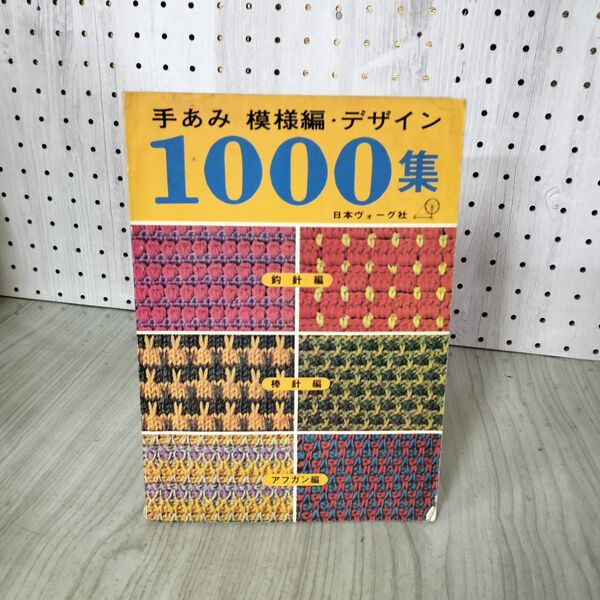 手あみ 模様編・デザイン
1000集
日本ヴォーグ社
鈎針編
棒針編
アフガン編